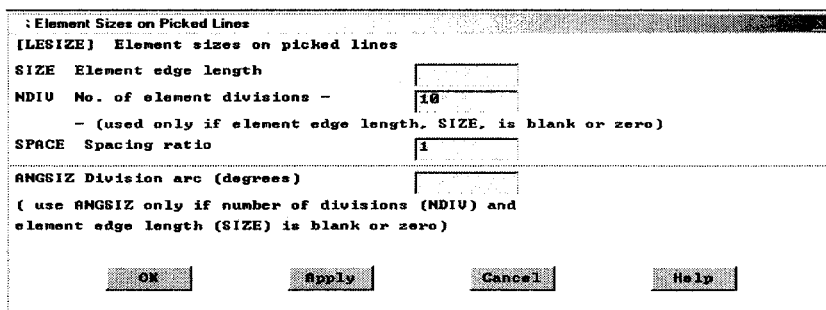 : Element Sizes on Picked Lines
[LESIZE] Element sizes on picked lines
SIZE Element edge length
NDIV No. of element divisions - 10
- (used only if element edge length, SIZE, is blank or zero)
SPACE Spacing ratio 1
ANGSIZ Division arc (degrees)
( use ANGSIZ only if number of divisions (NDIV) and
element edge length (SIZE) is blank or zero)
OK Apply Cancel Help